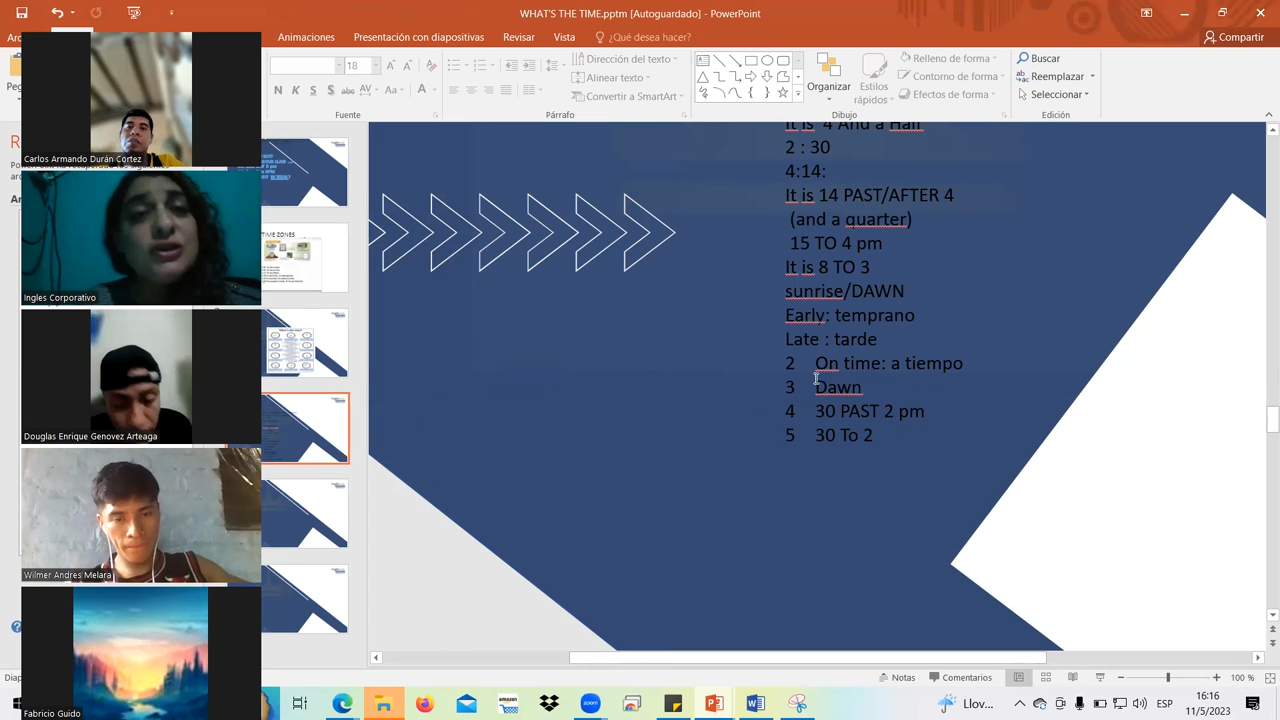 WHAT'S THE TIME.pptm [Autoguardado] - PowerPoint
Animaciones Presentación con diapositivas Revisar Vista ¿Qué desea hacer? Compartir
18
N K S abc AV Aa A
Dirección del texto
Alinear texto
Convertir a SmartArt
Organizar
Estilos rápidos
Relleno de forma
Contorno de forma
Efectos de forma
Buscar
Reemplazar
Seleccionar
Fuente Párrafo Dibujo Edición
Carlos Armando Durán Cortez
Ingles Corporativo
Douglas Enrique Genovez Arteaga
Wilmer Andres Melara
Fabricio Guido
TIME ZONES
It is 4 And a Half
2 : 30
4:14:
It is 14 PAST/AFTER 4
(and a quarter)
15 TO 4 pm
It is 8 TO 3
sunrise/DAWN
Early: temprano
Late : tarde
2 On time: a tiempo
3 Dawn
4 30 PAST 2 pm
5 30 To 2
Notas Comentarios 100 %
amazon
zoom
Llov...
ESP
16:16
11/5/2023